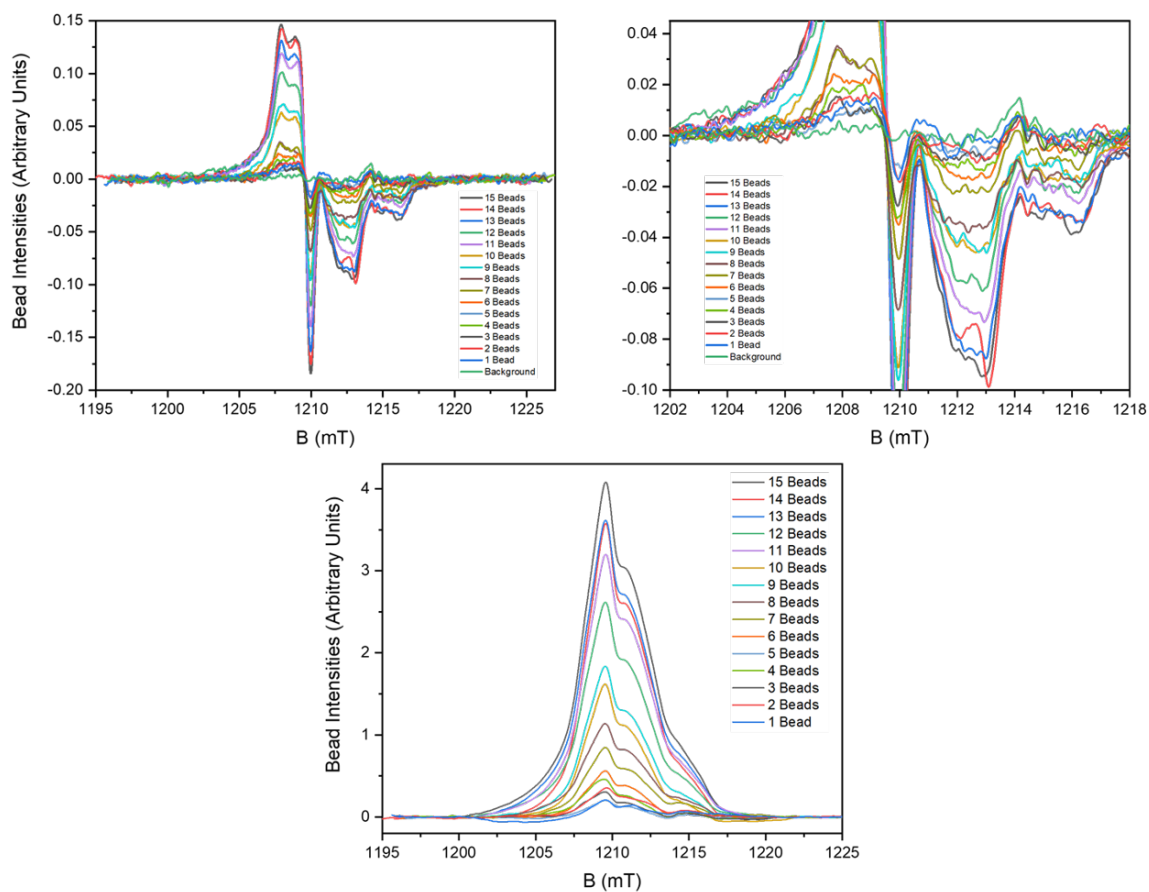 Bead Intensities (Arbitrary Units)
0.15
0.10
0.05
0.00
-0.05
-0.10
-0.15
-0.20
1195 1200 1205 1210 1215 1220 1225
B (mT)
15 Beads
14 Beads
13 Beads
12 Beads
11 Beads
10 Beads
9 Beads
8 Beads
7 Beads
6 Beads
5 Beads
4 Beads
3 Beads
2 Beads
1 Bead
Background
0.04
0.02
0.00
-0.02
-0.04
-0.06
-0.08
-0.10
1202 1204 1206 1208 1210 1212 1214 1216 1218
B (mT)
15 Beads
14 Beads
13 Beads
12 Beads
11 Beads
10 Beads
9 Beads
8 Beads
7 Beads
6 Beads
5 Beads
4 Beads
3 Beads
2 Beads
1 Bead
Background
Bead Intensities (Arbitrary Units)
4
3
2
1
0
1195 1200 1205 1210 1215 1220 1225
B (mT)
15 Beads
14 Beads
13 Beads
12 Beads
11 Beads
10 Beads
9 Beads
8 Beads
7 Beads
6 Beads
5 Beads
4 Beads
3 Beads
2 Beads
1 Bead